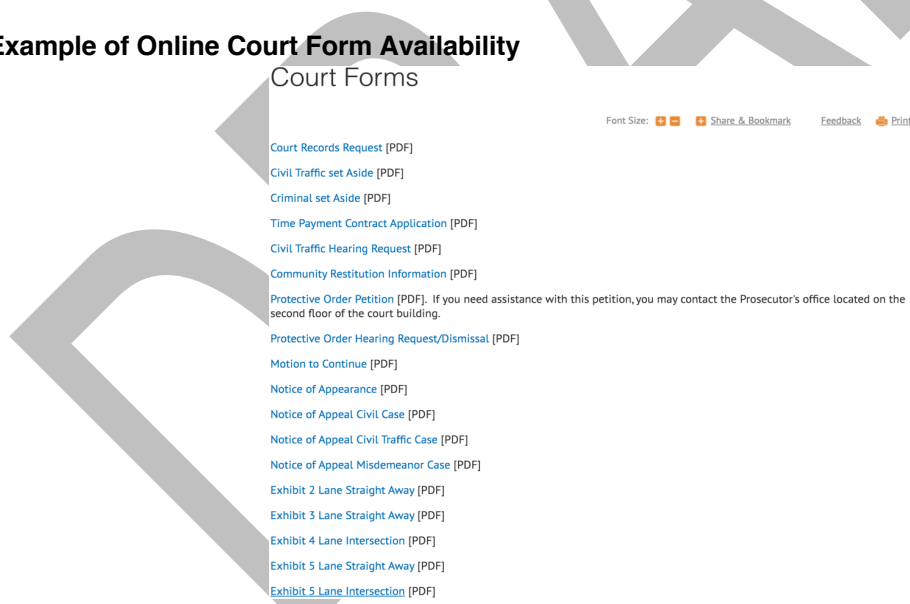 Example of Online Court Form Availability
Court Forms
Font Size: + - + Share & Bookmark Feedback Print
Court Records Request [PDF]
Civil Traffic set Aside [PDF]
Criminal set Aside [PDF]
Time Payment Contract Application [PDF]
Civil Traffic Hearing Request [PDF]
Community Restitution Information [PDF]
Protective Order Petition [PDF]. If you need assistance with this petition, you may contact the Prosecutor's office located on the
second floor of the court building.
Protective Order Hearing Request/Dismissal [PDF]
Motion to Continue [PDF]
Notice of Appearance [PDF]
Notice of Appeal Civil Case [PDF]
Notice of Appeal Civil Traffic Case [PDF]
Notice of Appeal Misdemeanor Case [PDF]
Exhibit 2 Lane Straight Away [PDF]
Exhibit 3 Lane Straight Away [PDF]
Exhibit 4 Lane Intersection [PDF]
Exhibit 5 Lane Straight Away [PDF]
Exhibit 5 Lane Intersection [PDF]